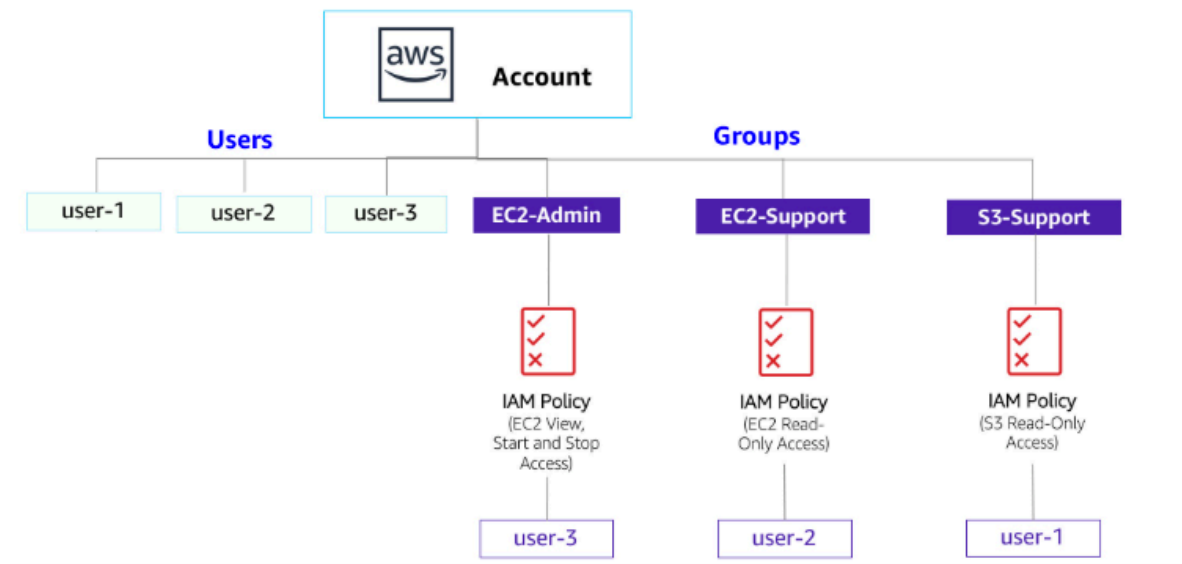 aws
Account
Users
Groups
user-1
user-2
user-3
EC2-Admin
EC2-Support
S3-Support
IAM Policy
(EC2 View,
Start and Stop
Access)
IAM Policy
(EC2 Read-
Only Access)
IAM Policy
(S3 Read-Only
Access)
user-3
user-2
user-1